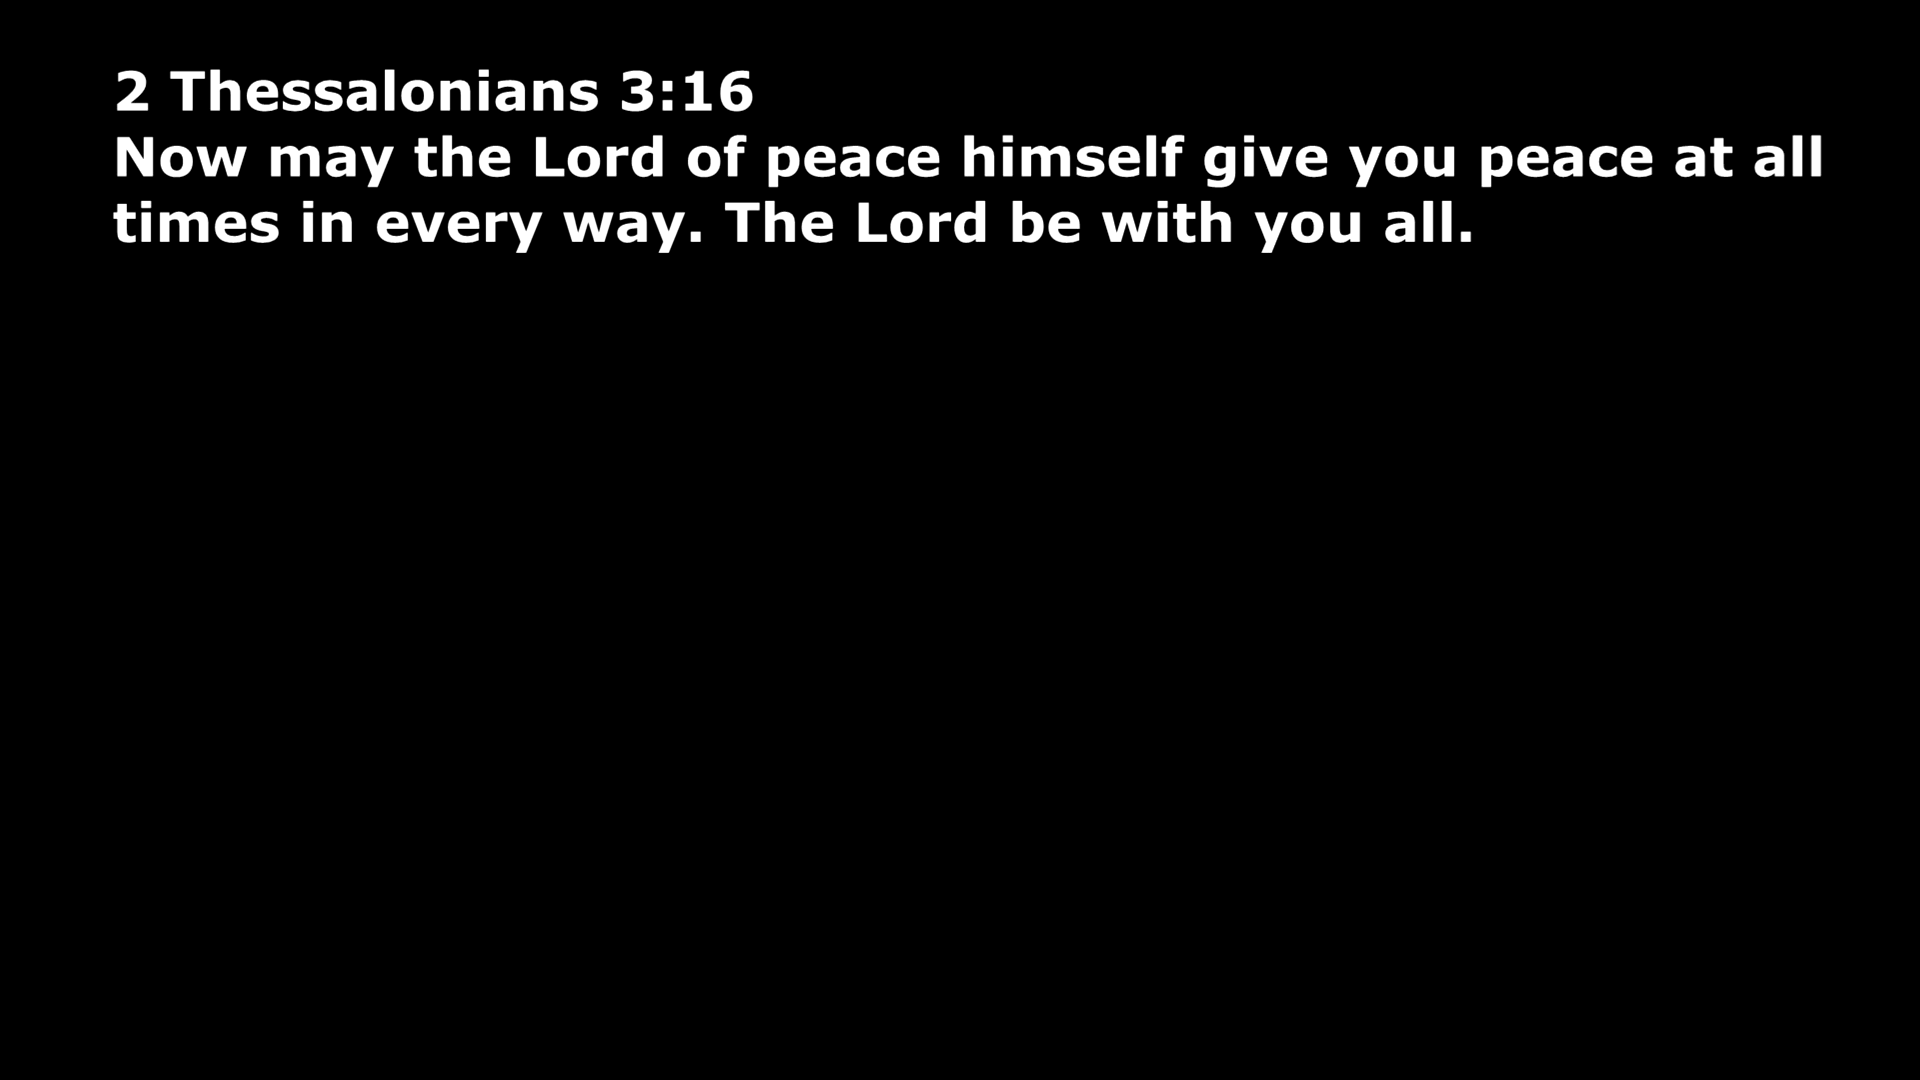 2 Thessalonians 3:16
Now may the Lord of peace himself give you peace at all
times in every way. The Lord be with you all.